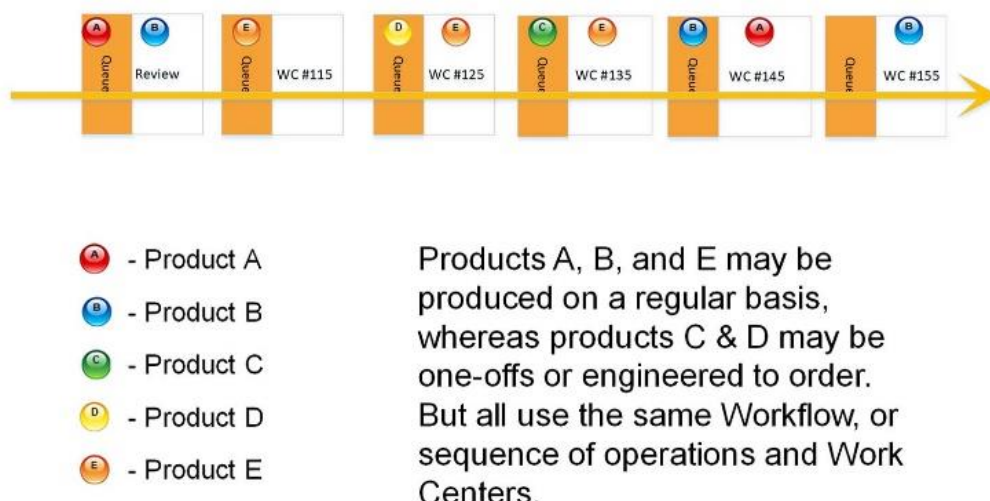 A B E D E C E B A B
Queue Review Queue WC #115 Queue WC #125 Queue WC #135 Queue WC #145 Queue WC #155
A - Product A
B - Product B
C - Product C
D - Product D
E - Product E
Products A, B, and E may be
produced on a regular basis,
whereas products C & D may be
one-offs or engineered to order.
But all use the same Workflow, or
sequence of operations and Work
Centers.